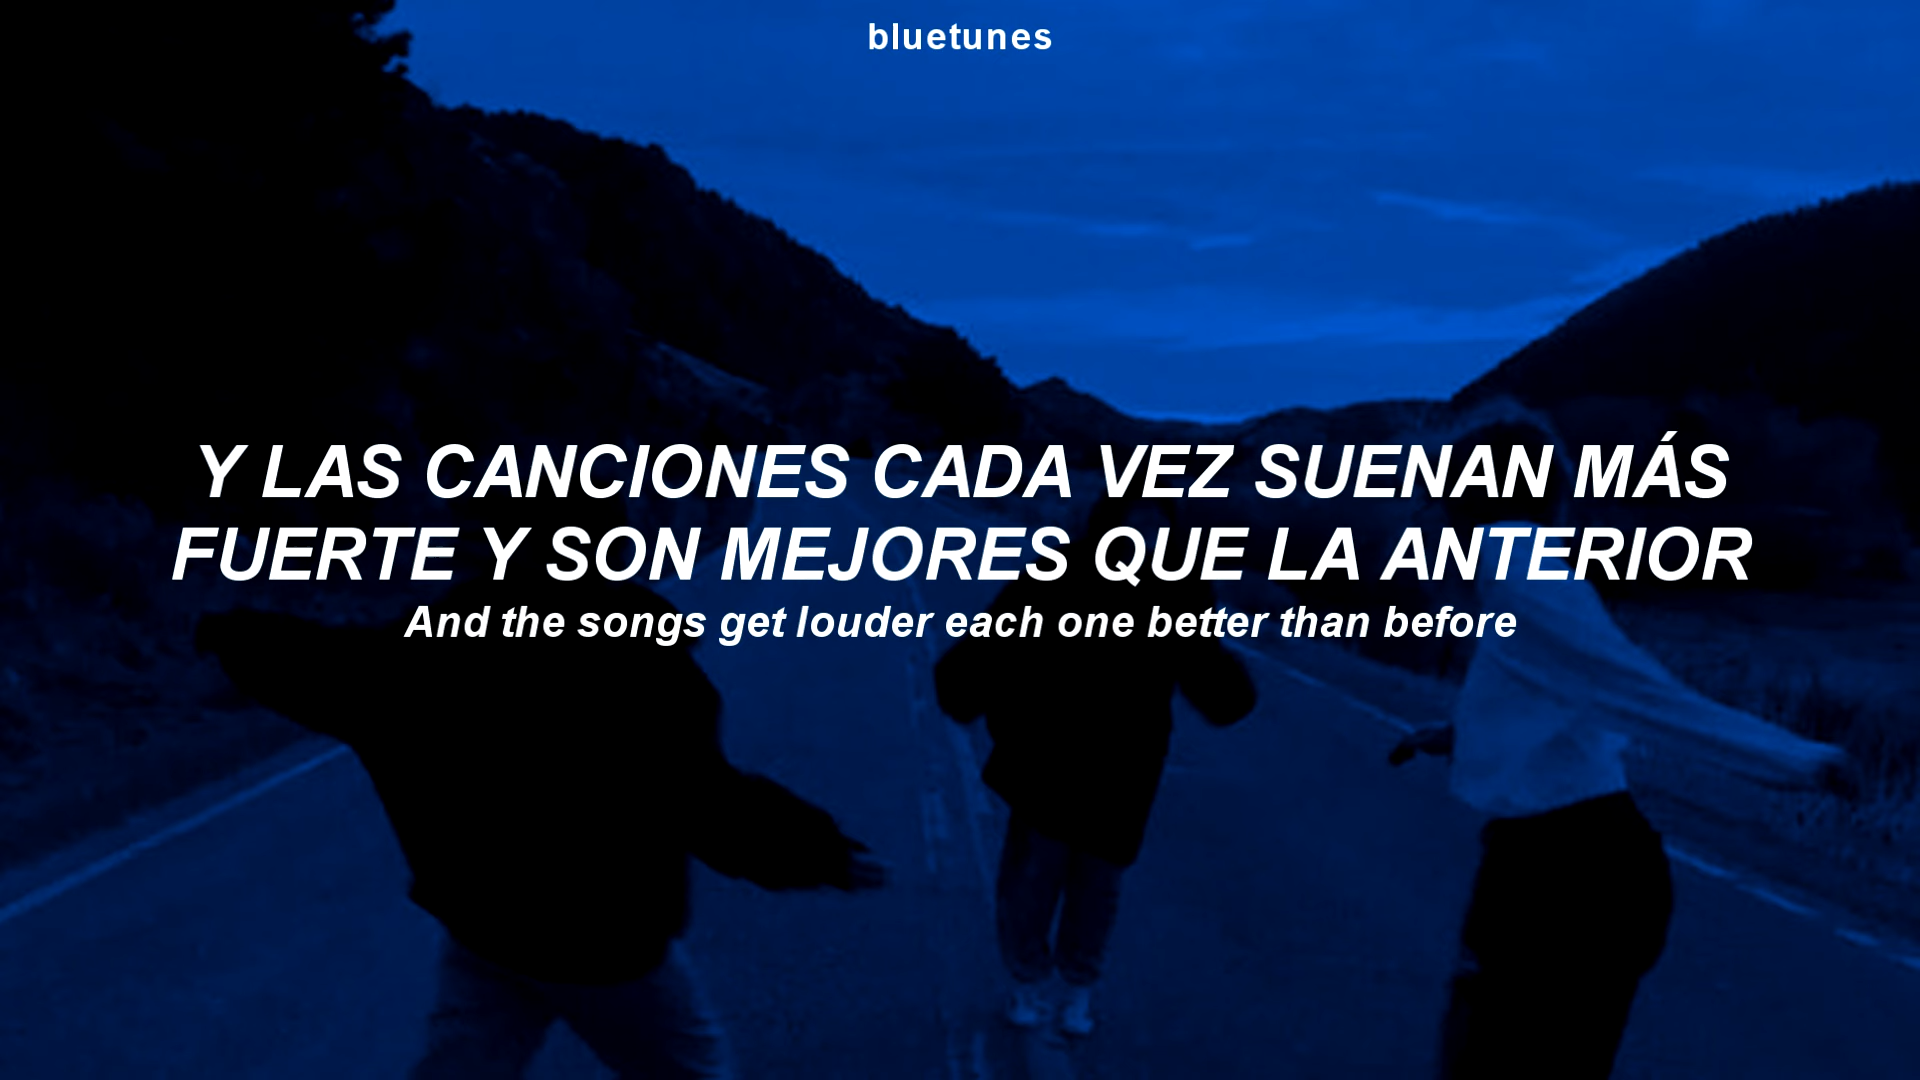 bluetunes
Y LAS CANCIONES CADA VEZ SUENAN MÁS
FUERTE Y SON MEJORES QUE LA ANTERIOR
And the songs get louder each one better than before